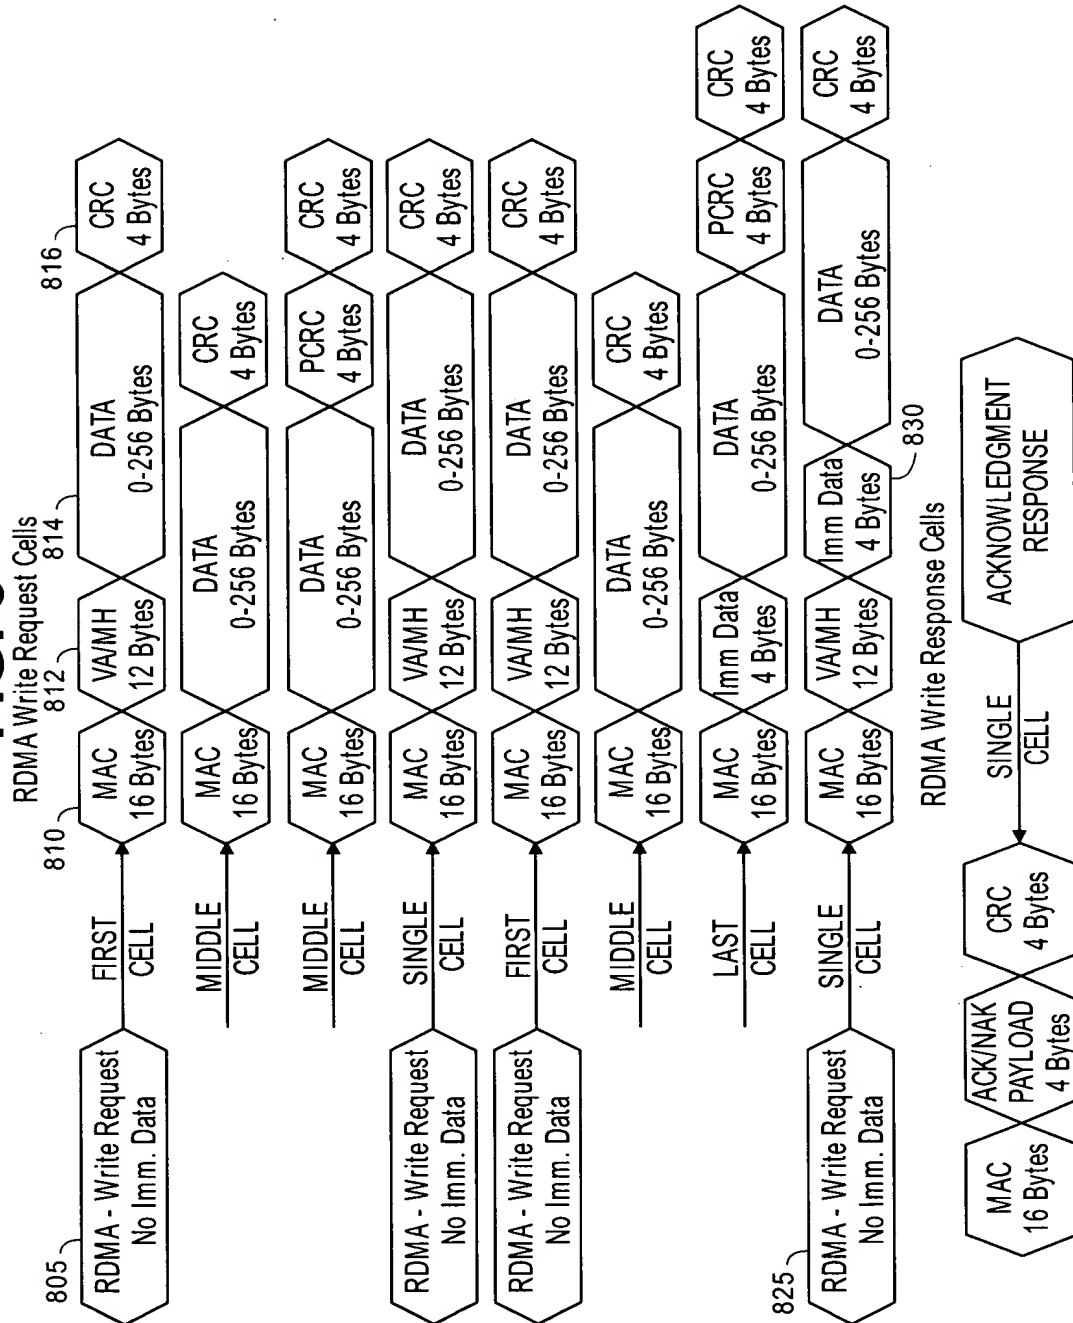 RDMA Write Request Cells
805
RDMA - Write Request
No Imm. Data
FIRST
CELL
810
MAC
16 Bytes
812
VA/MH
12 Bytes
814
DATA
0-256 Bytes
816
CRC
4 Bytes
MIDDLE
CELL
MAC
16 Bytes
DATA
0-256 Bytes
CRC
4 Bytes
MIDDLE
CELL
MAC
16 Bytes
DATA
0-256 Bytes
PCRC
4 Bytes
CRC
4 Bytes
RDMA - Write Request
No Imm. Data
SINGLE
CELL
MAC
16 Bytes
VA/MH
12 Bytes
DATA
0-256 Bytes
CRC
4 Bytes
RDMA - Write Request
No Imm. Data
FIRST
CELL
MAC
16 Bytes
VA/MH
12 Bytes
DATA
0-256 Bytes
CRC
4 Bytes
MIDDLE
CELL
MAC
16 Bytes
DATA
0-256 Bytes
CRC
4 Bytes
LAST
CELL
MAC
16 Bytes
Imm Data
4 Bytes
DATA
0-256 Bytes
PCRC
4 Bytes
CRC
4 Bytes
825
RDMA - Write Request
No Imm. Data
SINGLE
CELL
MAC
16 Bytes
VA/MH
12 Bytes
Imm Data
4 Bytes
830
DATA
0-256 Bytes
CRC
4 Bytes
RDMA Write Response Cells
MAC
16 Bytes
ACK/NAK
PAYLOAD
4 Bytes
CRC
4 Bytes
SINGLE
CELL
ACKNOWLEDGMENT
RESPONSE